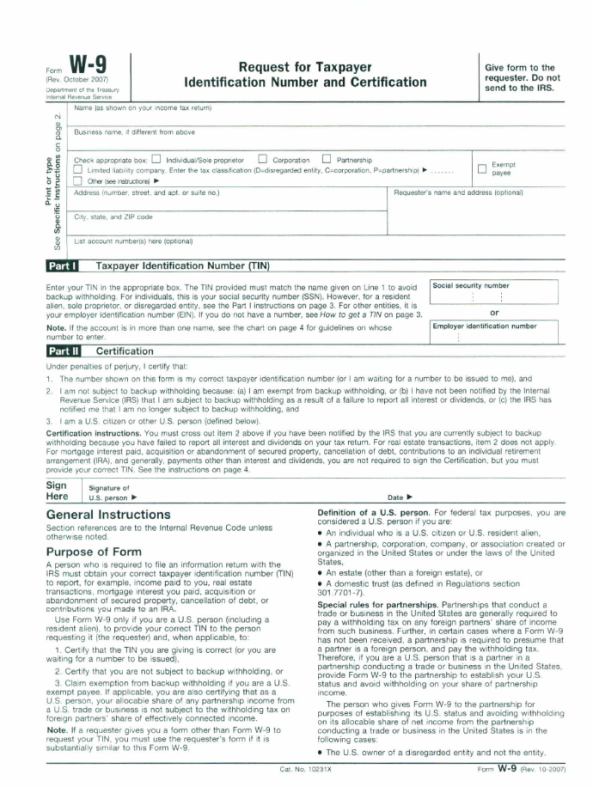 Form W-9
(Rev. October 2007)
Department of the Treasury
Internal Revenue Service
Request for Taxpayer
Identification Number and Certification
Give form to the
requester. Do not
send to the IRS.
Print or type
See Specific Instructions on page 2.
Name (as shown on your income tax return)
Business name, if different from above
Check appropriate box: Individual/Sole proprietor Corporation Partnership
Limited liability company. Enter the tax classification (D=disregarded entity, C=corporation, P=partnership) ▶ .......
Other (see instructions) ▶
Exempt
payee
Address (number, street, and apt. or suite no.)
Requester's name and address (optional)
City, state, and ZIP code
List account number(s) here (optional)
Part I Taxpayer Identification Number (TIN)
Enter your TIN in the appropriate box. The TIN provided must match the name given on Line 1 to avoid
backup withholding. For individuals, this is your social security number (SSN). However, for a resident
alien, sole proprietor, or disregarded entity, see the Part I instructions on page 3. For other entities, it is
your employer identification number (EIN). If you do not have a number, see How to get a TIN on page 3.
Note. If the account is in more than one name, see the chart on page 4 for guidelines on whose
number to enter.
Social security number
or
Employer identification number
Part II Certification
Under penalties of perjury, I certify that:
1. The number shown on this form is my correct taxpayer identification number (or I am waiting for a number to be issued to me), and
2. I am not subject to backup withholding because: (a) I am exempt from backup withholding, or (b) I have not been notified by the Internal
Revenue Service (IRS) that I am subject to backup withholding as a result of a failure to report all interest or dividends, or (c) the IRS has
notified me that I am no longer subject to backup withholding, and
3. I am a U.S. citizen or other U.S. person (defined below).
Certification instructions. You must cross out item 2 above if you have been notified by the IRS that you are currently subject to backup
withholding because you have failed to report all interest and dividends on your tax return. For real estate transactions, item 2 does not apply.
For mortgage interest paid, acquisition or abandonment of secured property, cancellation of debt, contributions to an individual retirement
arrangement (IRA), and generally, payments other than interest and dividends, you are not required to sign the Certification, but you must
provide your correct TIN. See the instructions on page 4.
Sign
Here
Signature of
U.S. person ▶
Date ▶
General Instructions
Section references are to the Internal Revenue Code unless
otherwise noted.
Purpose of Form
A person who is required to file an information return with the
IRS must obtain your correct taxpayer identification number (TIN)
to report, for example, income paid to you, real estate
transactions, mortgage interest you paid, acquisition or
abandonment of secured property, cancellation of debt, or
contributions you made to an IRA.
Use Form W-9 only if you are a U.S. person (including a
resident alien), to provide your correct TIN to the person
requesting it (the requester) and, when applicable, to:
1. Certify that the TIN you are giving is correct (or you are
waiting for a number to be issued),
2. Certify that you are not subject to backup withholding, or
3. Claim exemption from backup withholding if you are a U.S.
exempt payee. If applicable, you are also certifying that as a
U.S. person, your allocable share of any partnership income from
a U.S. trade or business is not subject to the withholding tax on
foreign partners' share of effectively connected income.
Note. If a requester gives you a form other than Form W-9 to
request your TIN, you must use the requester's form if it is
substantially similar to this Form W-9.
Definition of a U.S. person. For federal tax purposes, you are
considered a U.S. person if you are:
● An individual who is a U.S. citizen or U.S. resident alien,
● A partnership, corporation, company, or association created or
organized in the United States or under the laws of the United
States,
● An estate (other than a foreign estate), or
● A domestic trust (as defined in Regulations section
301.7701-7).
Special rules for partnerships. Partnerships that conduct a
trade or business in the United States are generally required to
pay a withholding tax on any foreign partners' share of income
from such business. Further, in certain cases where a Form W-9
has not been received, a partnership is required to presume that
a partner is a foreign person, and pay the withholding tax.
Therefore, if you are a U.S. person that is a partner in a
partnership conducting a trade or business in the United States,
provide Form W-9 to the partnership to establish your U.S.
status and avoid withholding on your share of partnership
income.
The person who gives Form W-9 to the partnership for
purposes of establishing its U.S. status and avoiding withholding
on its allocable share of net income from the partnership
conducting a trade or business in the United States is in the
following cases:
● The U.S. owner of a disregarded entity and not the entity,
Cat. No. 10231X
Form W-9 (Rev. 10-2007)